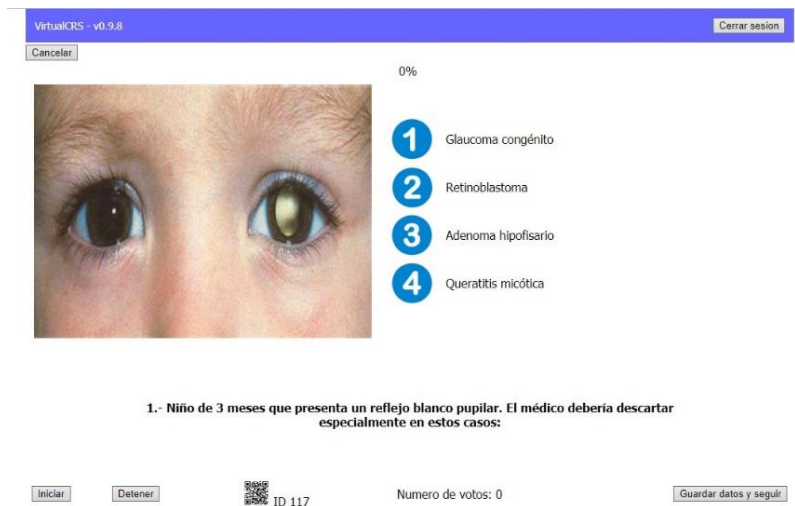 VirtualCRS - v0.9.8
Cerrar sesion
Cancelar
0%
1 Glaucoma congénito
2 Retinoblastoma
3 Adenoma hipofisario
4 Queratitis micótica
1.- Niño de 3 meses que presenta un reflejo blanco pupilar. El médico debería descartar
especialmente en estos casos:
Iniciar
Detener
ID 117
Numero de votos: 0
Guardar datos y seguir